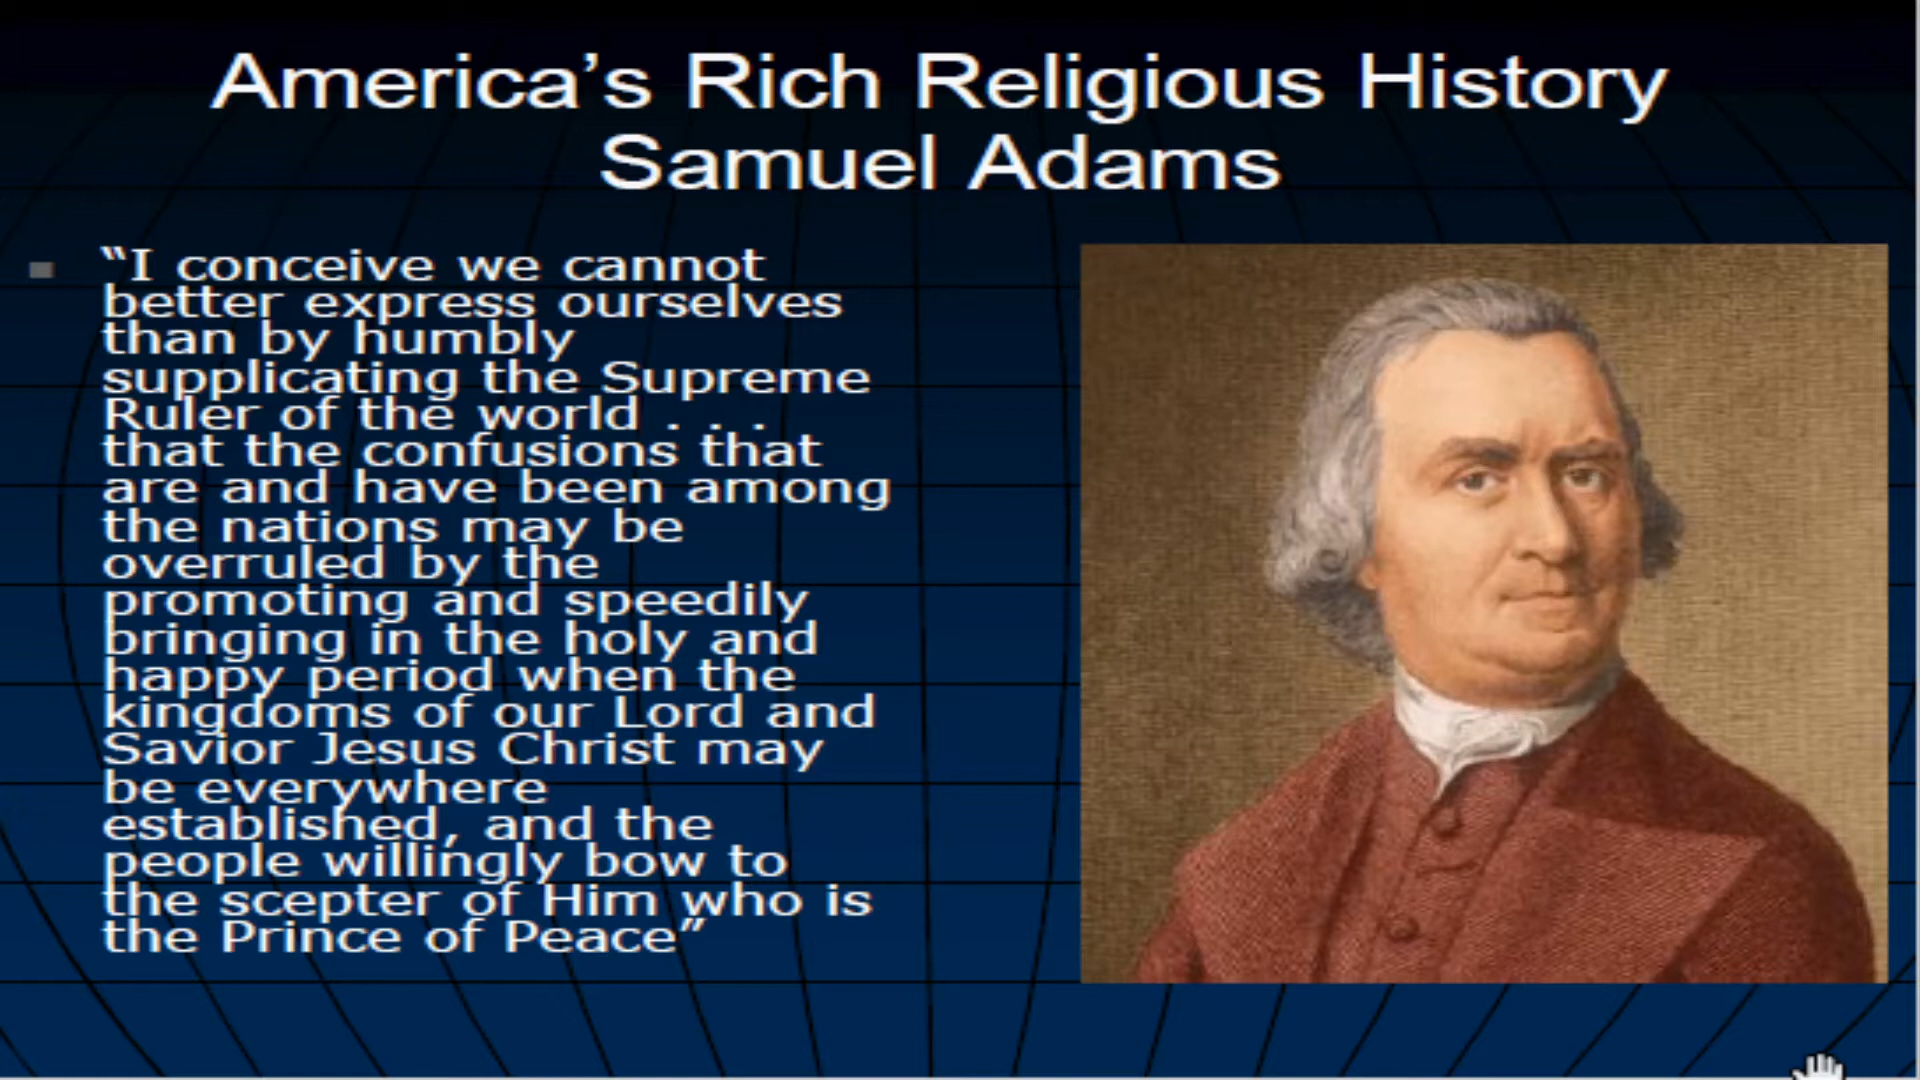 America’s Rich Religious History
Samuel Adams
“I conceive we cannot
better express ourselves
than by humbly
supplicating the Supreme
Ruler of the world . . .
that the confusions that
are and have been among
the nations may be
overruled by the
promoting and speedily
bringing in the holy and
happy period when the
kingdoms of our Lord and
Savior Jesus Christ may
be everywhere
established, and the
people willingly bow to
the scepter of Him who is
the Prince of Peace”